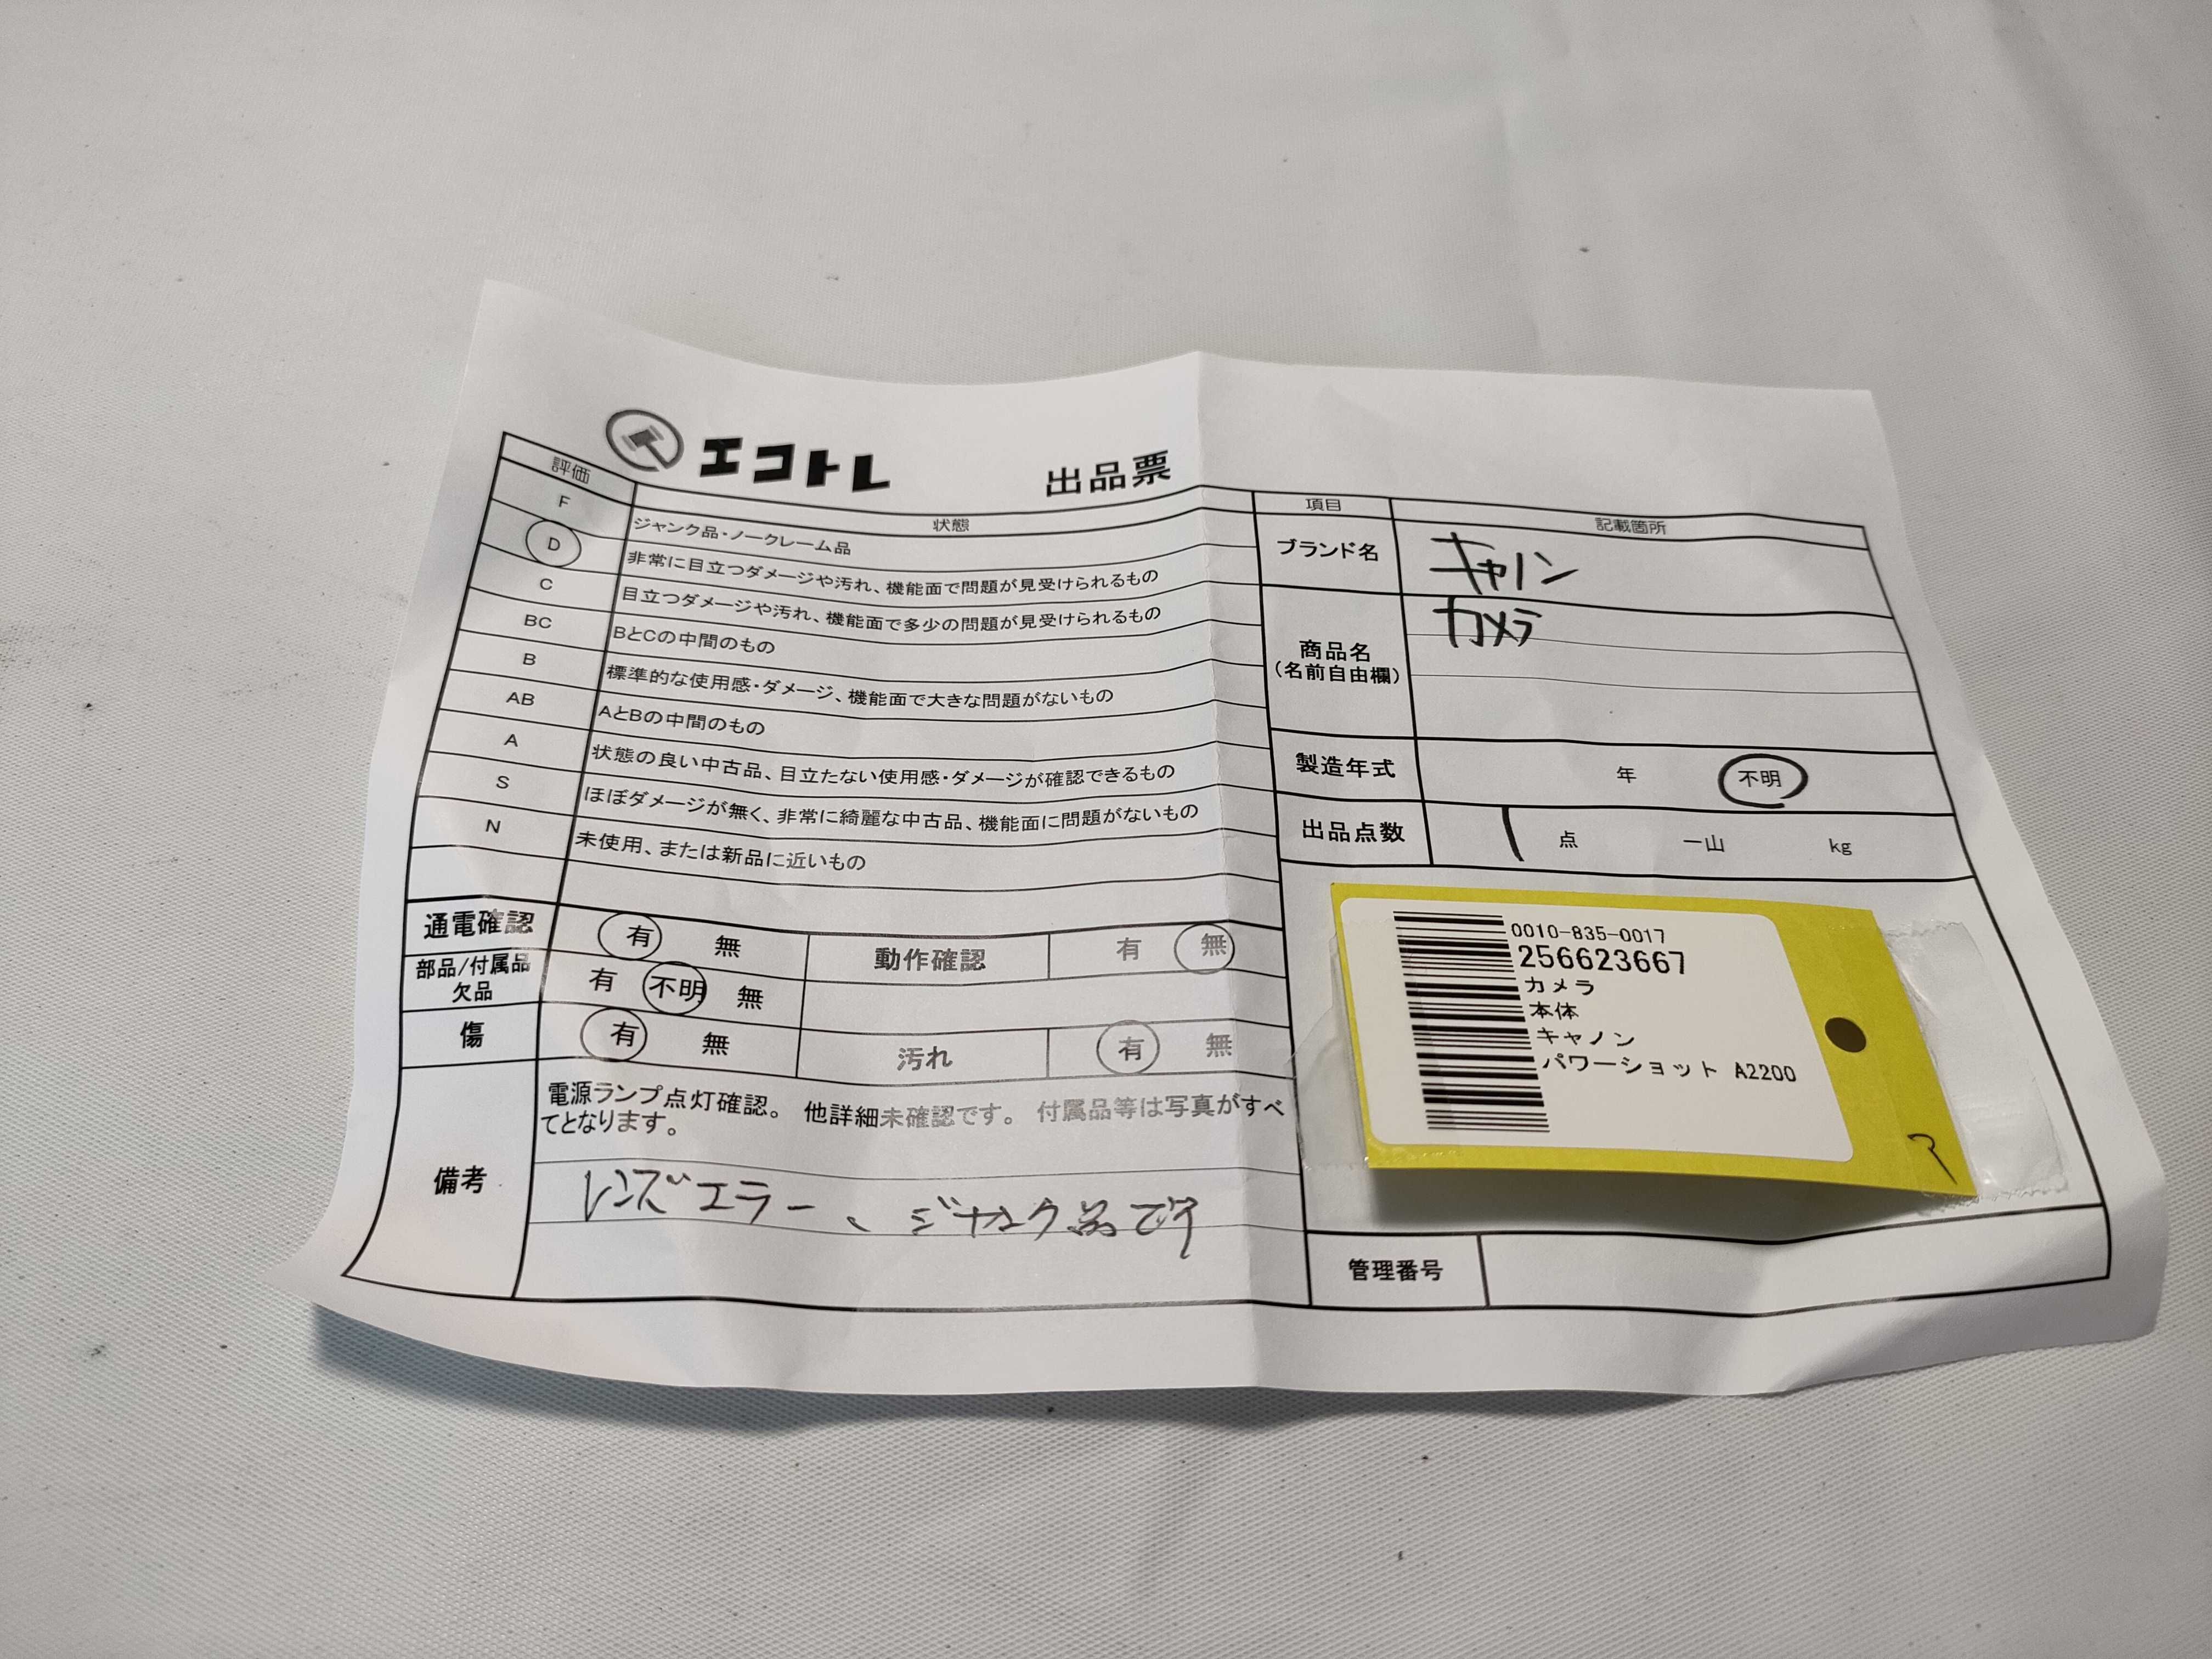 エコトレ 出品票
評価 状態
F ジャンク品・ノークレーム品
D 非常に目立つダメージや汚れ、機能面で問題が見受けられるもの
C 目立つダメージや汚れ、機能面で多少の問題が見受けられるもの
BC BとCの中間のもの
B 標準的な使用感・ダメージ、機能面で大きな問題がないもの
AB AとBの中間のもの
A 状態の良い中古品、目立たない使用感・ダメージが確認できるもの
S ほぼダメージが無く、非常に綺麗な中古品、機能面に問題がないもの
N 未使用、または新品に近いもの
通電確認 有 無 動作確認 有 無
部品/付属品
欠品 有 不明 無
傷 有 無 汚れ 有 無
備考
電源ランプ点灯確認。 他詳細未確認です。 付属品等は写真がすべ
てとなります。
レンズエラー、ジャンク品です
項目 記載箇所
ブランド名 キャノン
商品名
(名前自由欄)
カメラ
製造年式 年 不明
出品点数 1 点 一山 kg
0010-835-0017
256623667
カメラ
本体
キャノン
パワーショット A2200
管理番号